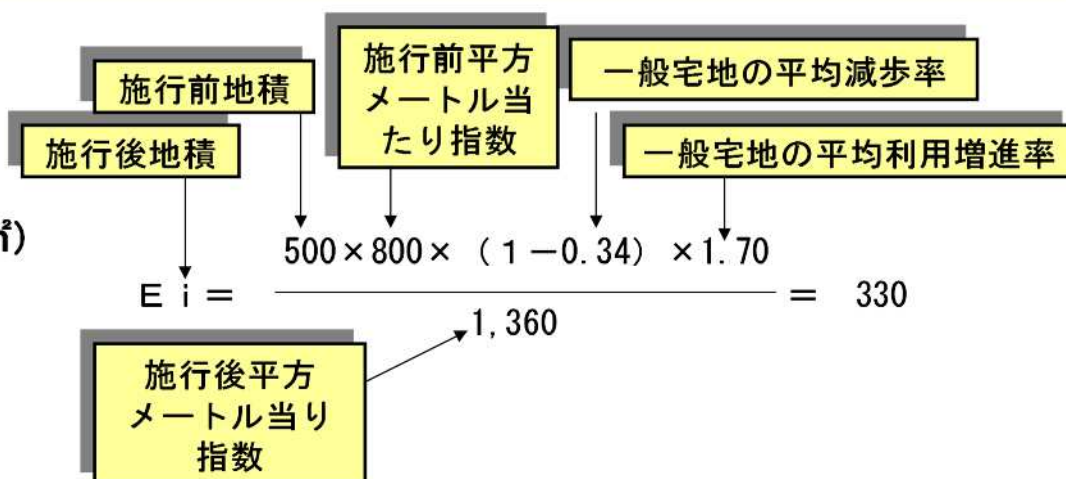 施行前地積
施行後地積
施行前平方
メートル当
たり指数
一般宅地の平均減歩率
一般宅地の平均利用増進率
㎡)
500×800×(1-0.34)×1.70
Ei= = 330
1,360
施行後平方
メートル当り
指数